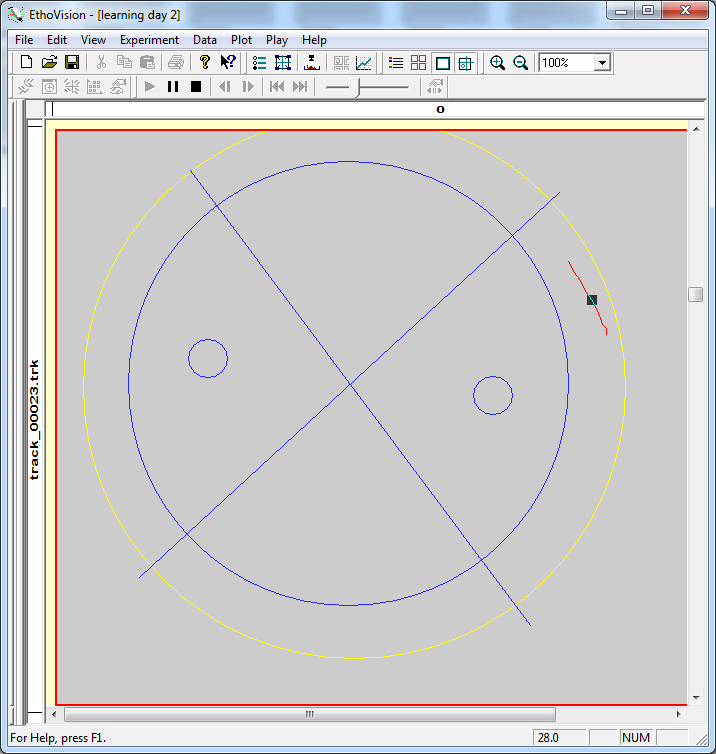 EthoVision - [learning day 2]
File Edit View Experiment Data Plot Play Help
100%
o
track_00023.trk
For Help, press F1.
28.0
NUM